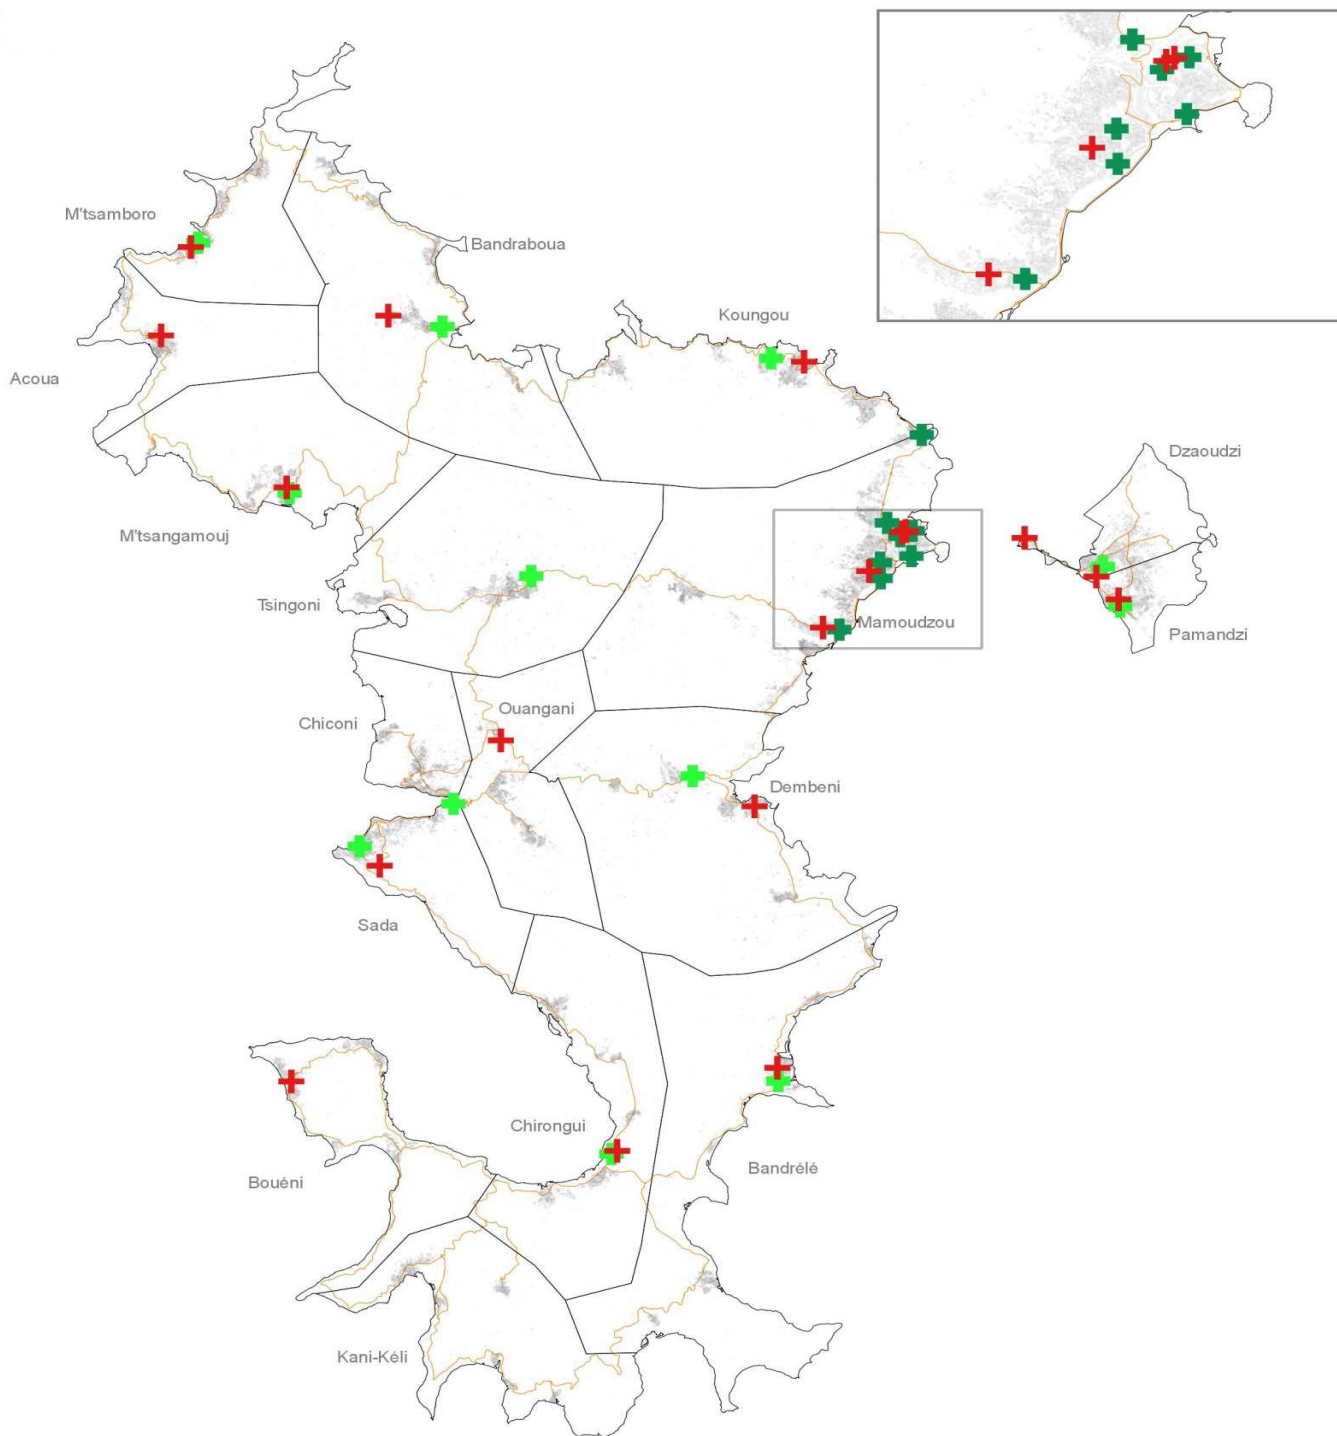 M'tsamboro
Bandraboua
Koungou
Acoua
Dzaoudzi
M'tsangamouj
Tsingoni
Mamoudzou
Pamandzi
Ouangani
Chiconi
Dembeni
Sada
Chirongui
Bandrélé
Bouéni
Kani-Kéli